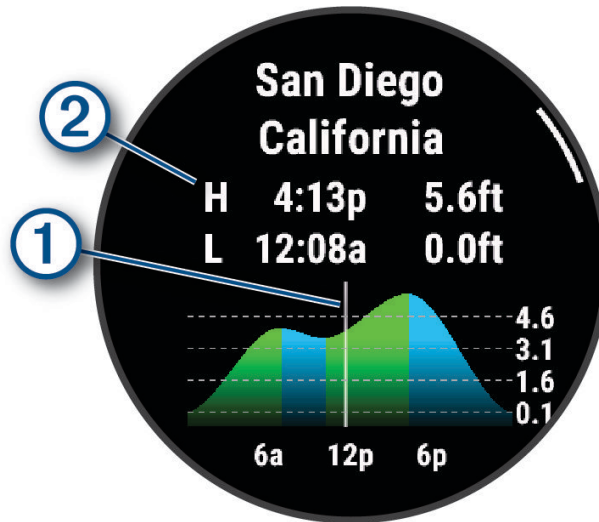 San Diego
California
2
H 4:13p 5.6ft
1
L 12:08a 0.0ft
4.6
3.1
1.6
0.1
6a 12p 6p